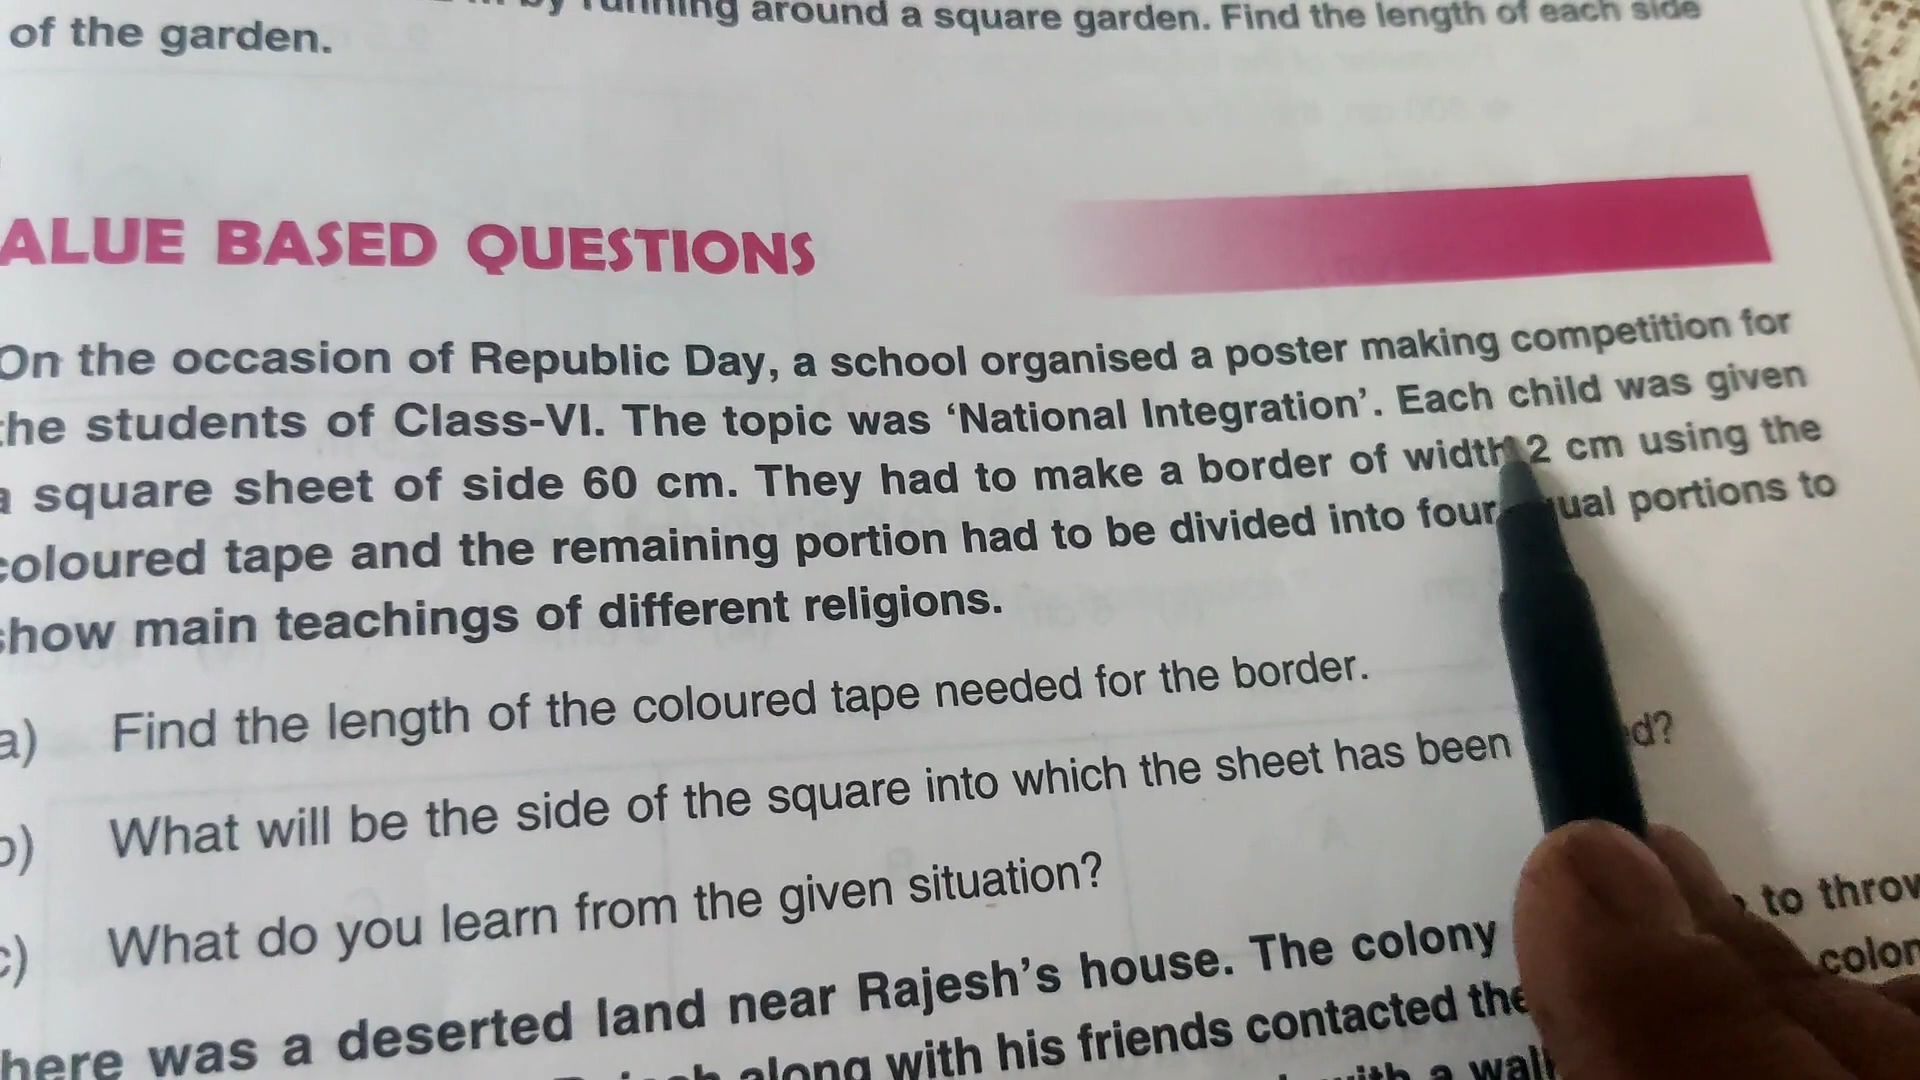 running around a square garden. Find the length of each side
of the garden.
ALUE BASED QUESTIONS
On the occasion of Republic Day, a school organised a poster making competition for
he students of Class-VI. The topic was ‘National Integration’. Each child was given
a square sheet of side 60 cm. They had to make a border of width 2 cm using the
coloured tape and the remaining portion had to be divided into four ual portions to
how main teachings of different religions.
a) Find the length of the coloured tape needed for the border.
b) What will be the side of the square into which the sheet has been d?
c) What do you learn from the given situation?
here was a deserted land near Rajesh’s house. The colony to throw
along with his friends contacted the colon
with a wall